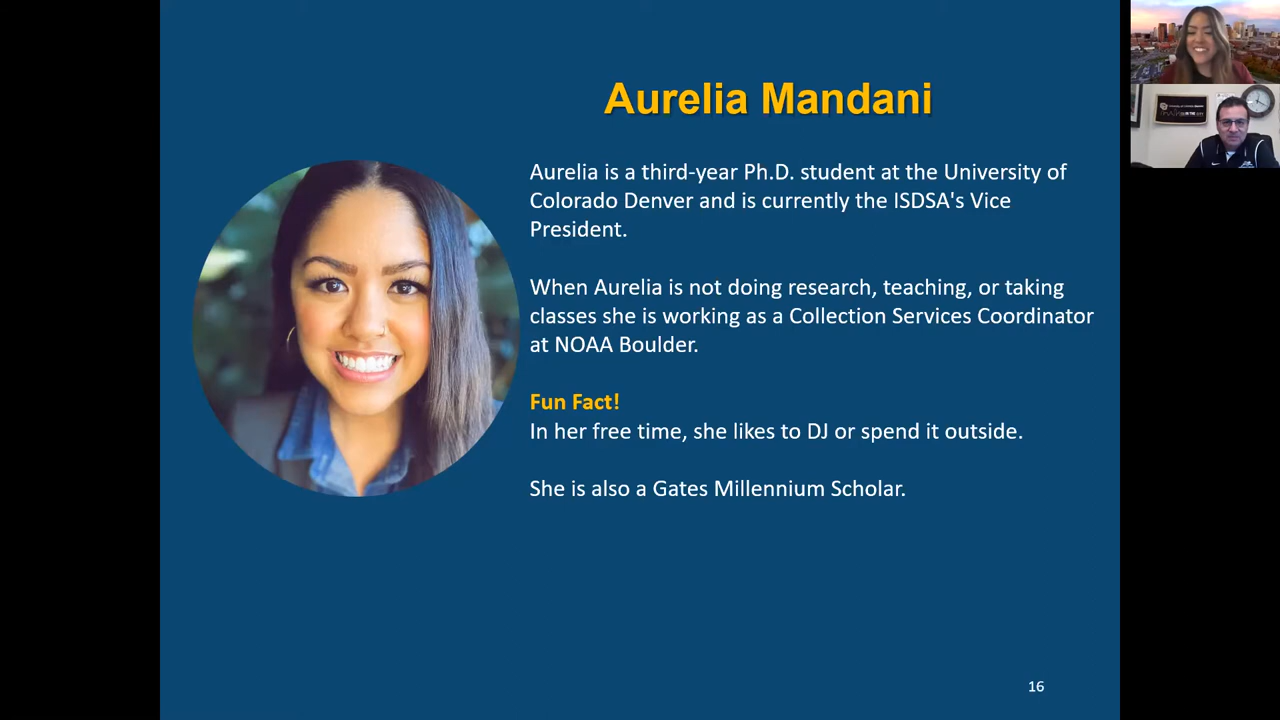 Aurelia Mandani
Aurelia is a third-year Ph.D. student at the University of
Colorado Denver and is currently the ISDSA's Vice
President.
When Aurelia is not doing research, teaching, or taking
classes she is working as a Collection Services Coordinator
at NOAA Boulder.
Fun Fact!
In her free time, she likes to DJ or spend it outside.
She is also a Gates Millennium Scholar.
16